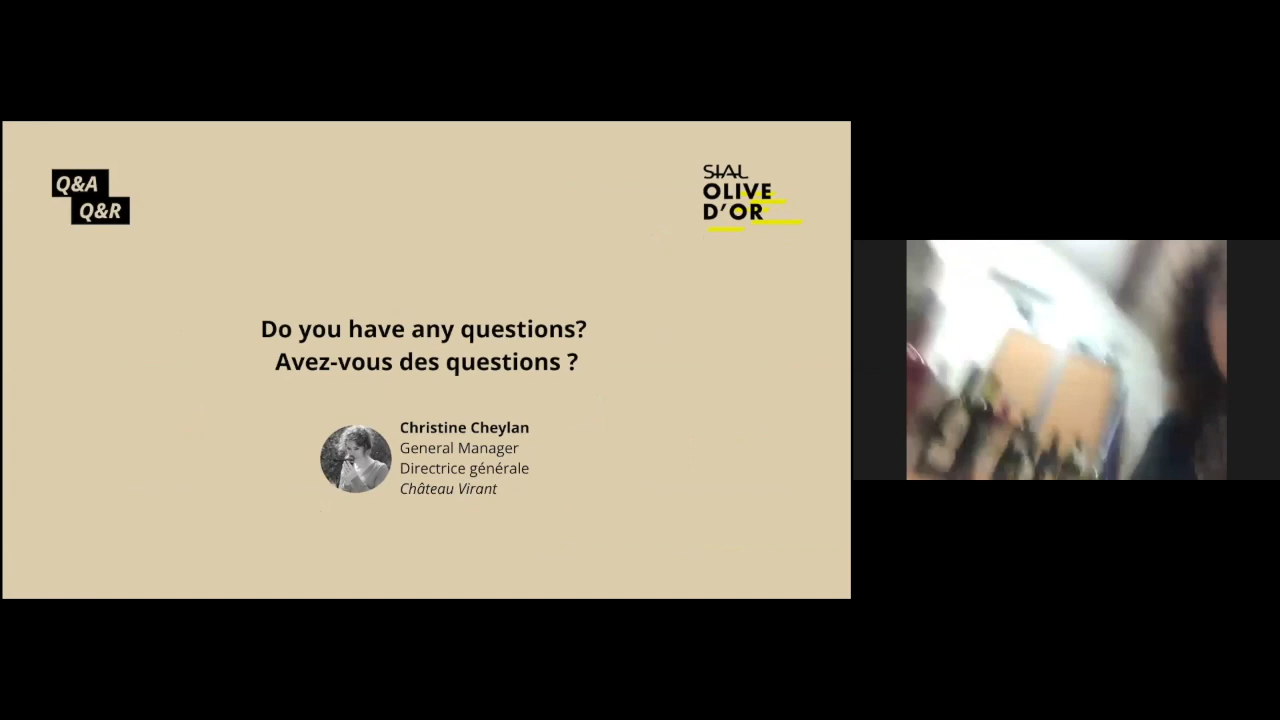 Q&A
Q&R
SIAL
OLIVE
D'OR
Do you have any questions?
Avez-vous des questions ?
Christine Cheylan
General Manager
Directrice générale
Château Virant